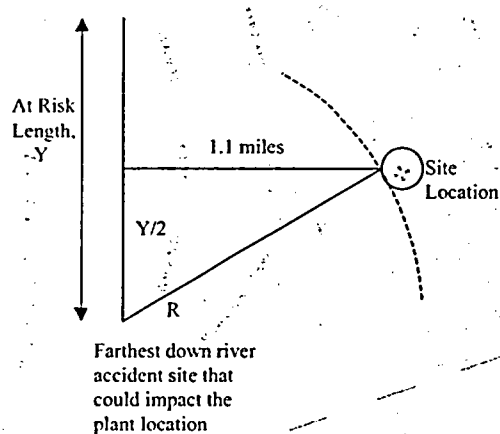 At Risk
Length,
Y
1.1 miles
Site
Location
Y/2
R
Farthest down river
accident site that
could impact the
plant location